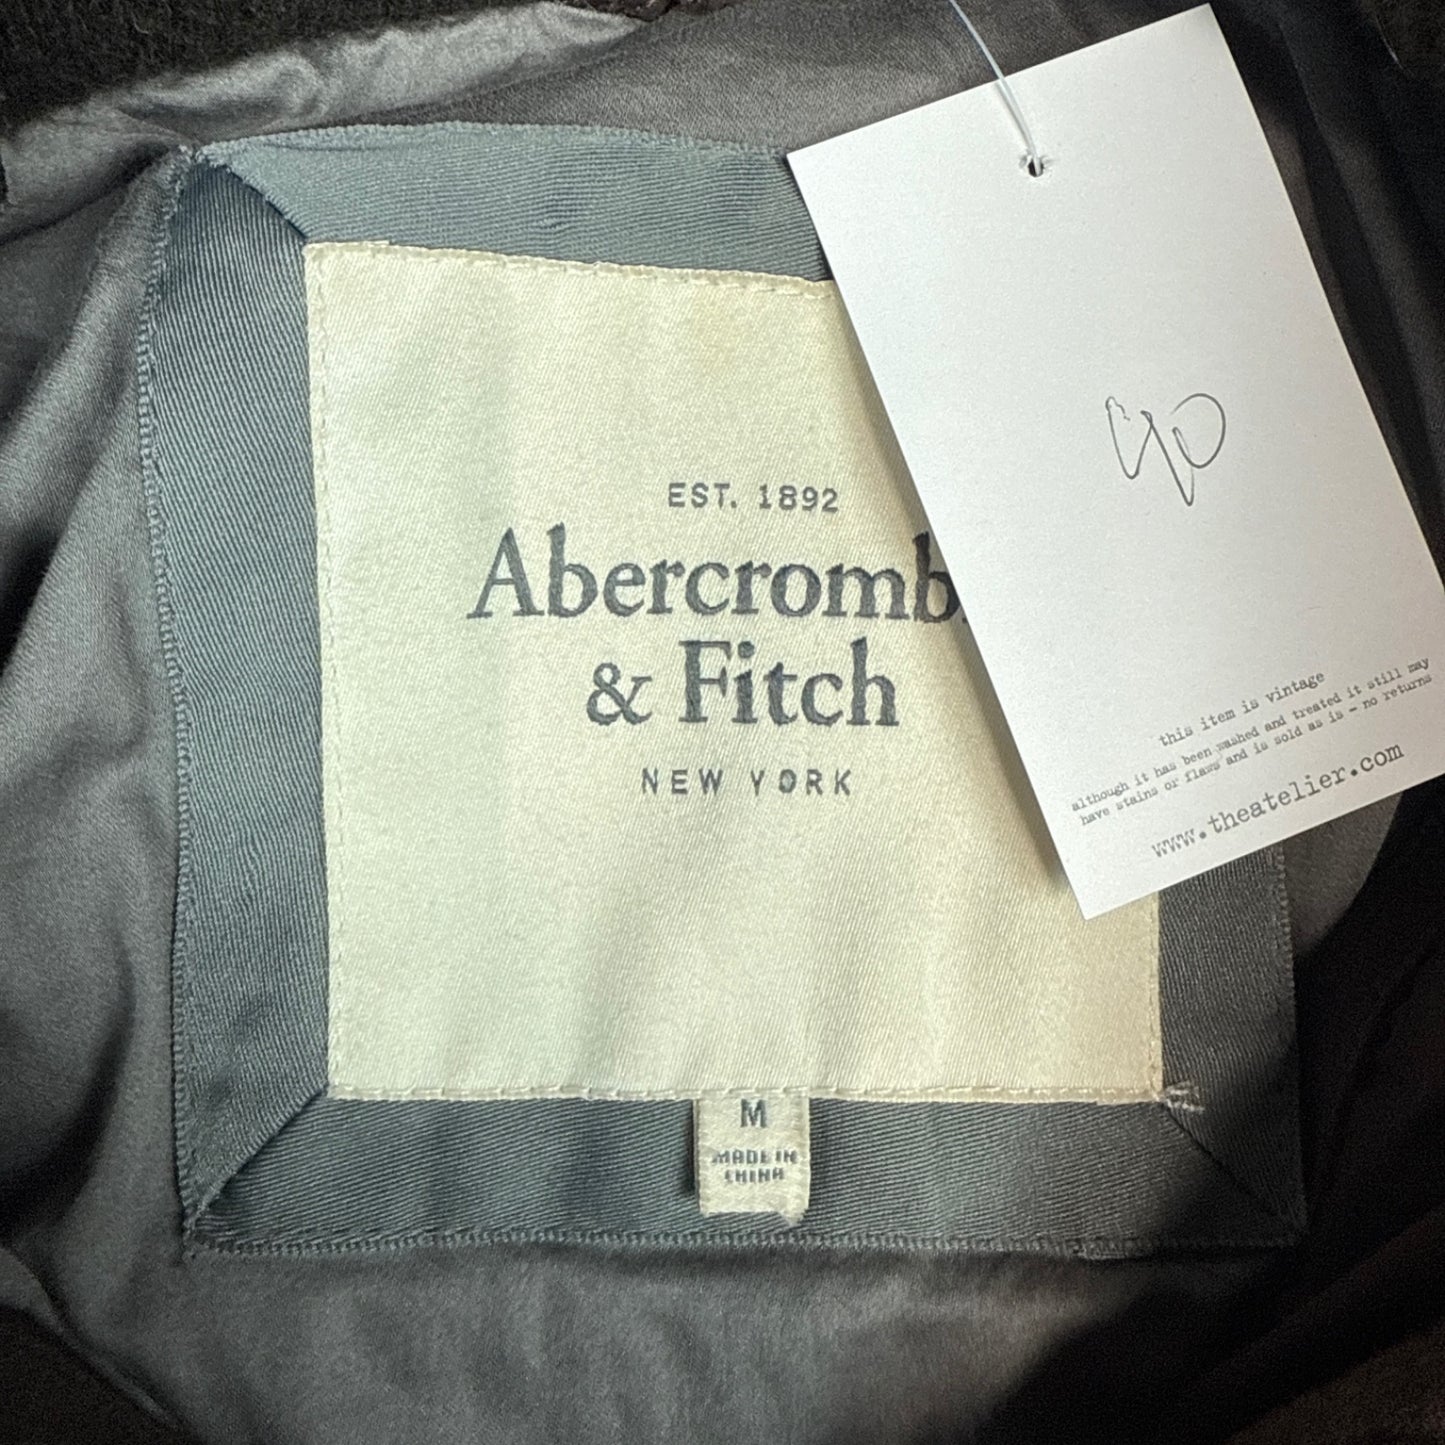 EST. 1892
Abercromb
& Fitch
NEW YORK
M
MADE IN
CHINA
40
this item is vintage
although it has been washed and treated it still may
have stains or flaws and is sold as is - no returns
www.theatelier.com